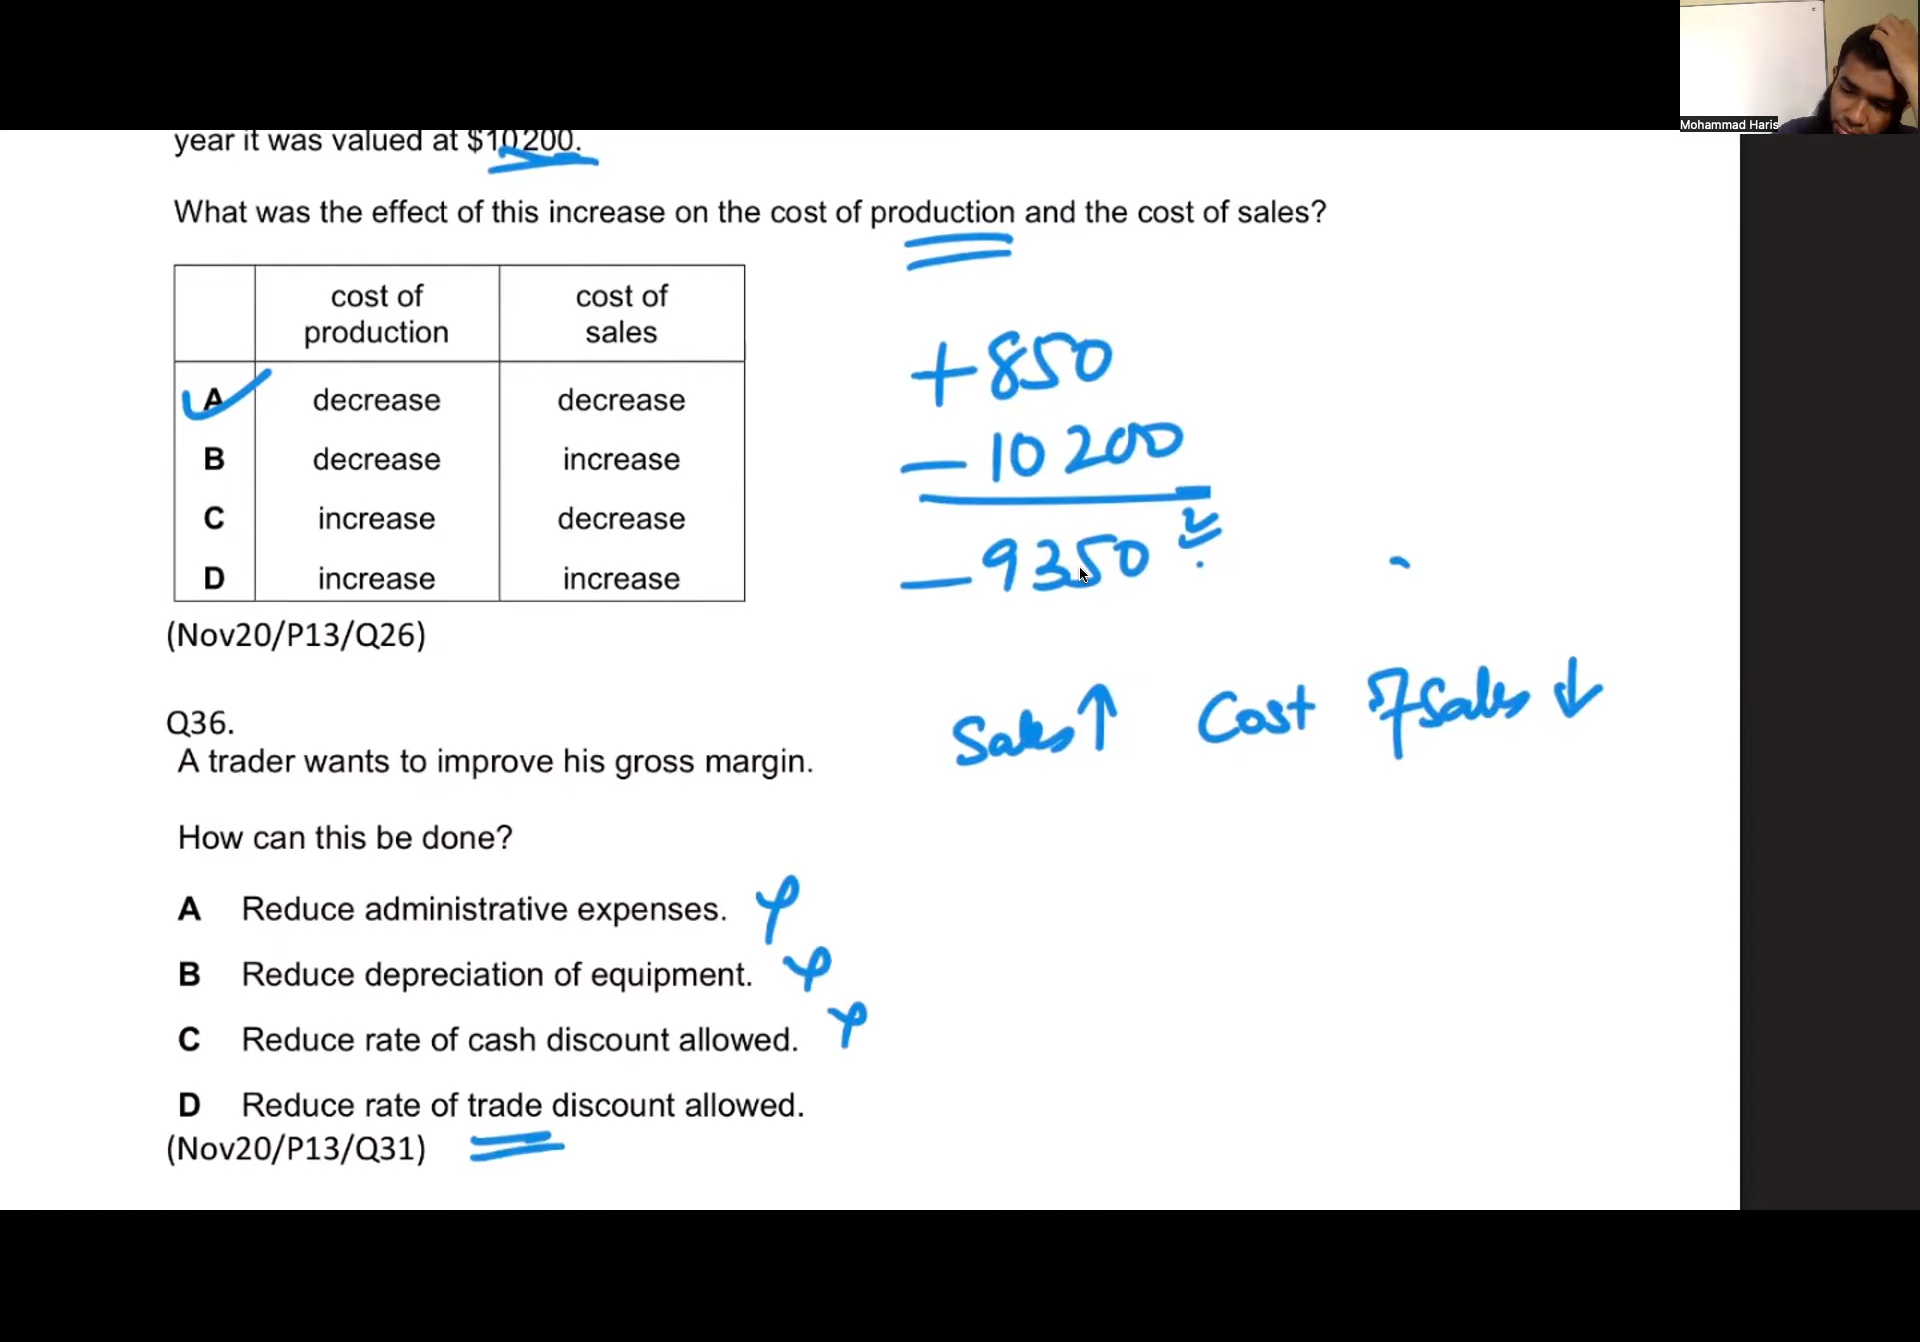 Mohammad Haris
year it was valued at $10200.
What was the effect of this increase on the cost of production and the cost of sales?
cost of production cost of sales
A decrease decrease
B decrease increase
C increase decrease
D increase increase
+850
−10200
−9350
(Nov20/P13/Q26)
Sales↑ Cost of Sales↓
Q36.
A trader wants to improve his gross margin.
How can this be done?
A Reduce administrative expenses.
B Reduce depreciation of equipment.
C Reduce rate of cash discount allowed.
D Reduce rate of trade discount allowed.
(Nov20/P13/Q31)